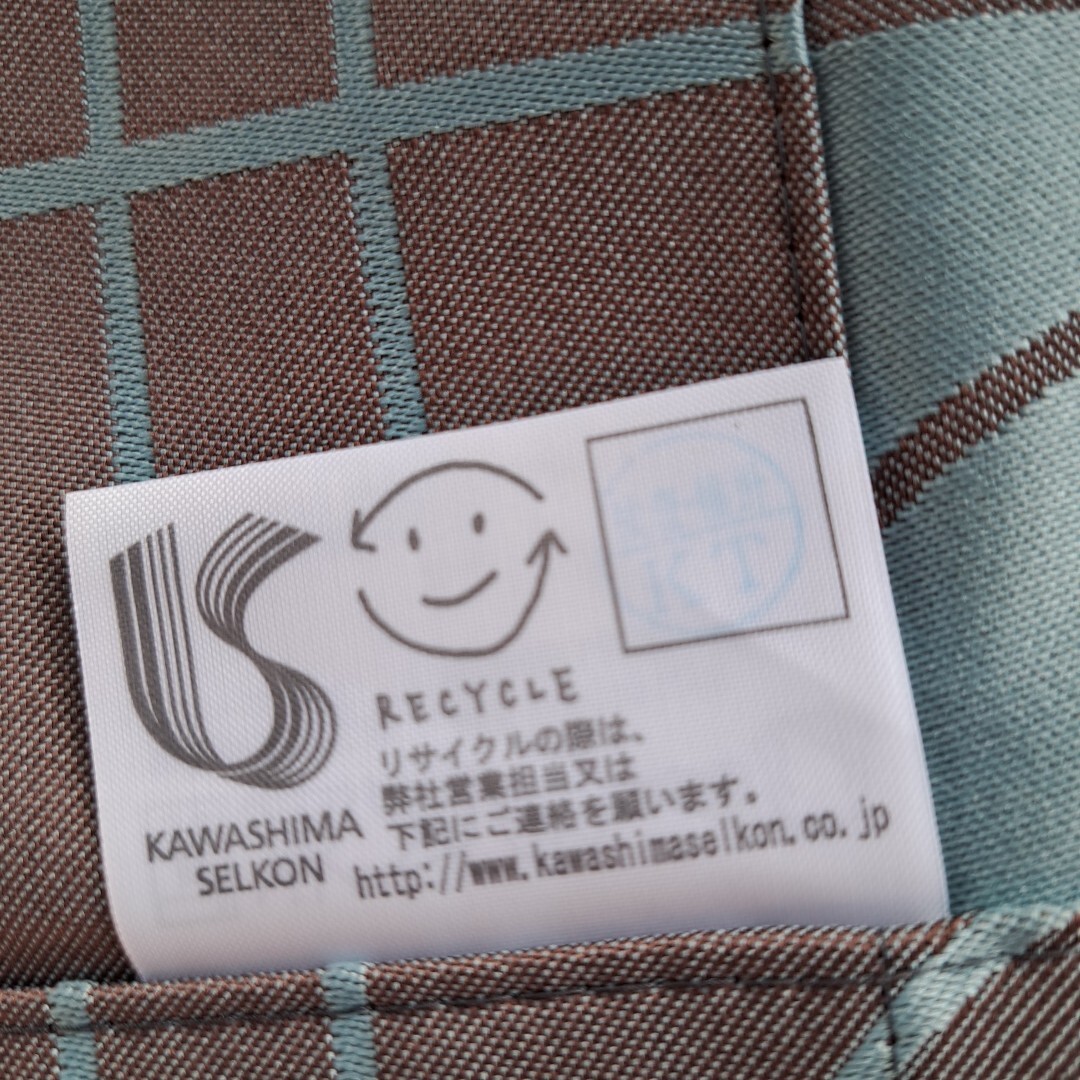 RECYCLE
リサイクルの際は、
弊社営業担当又は
下記にご連絡を願います。
http://www.kawashimaselkon.co.jp
KAWASHIMA
SELKON
KT